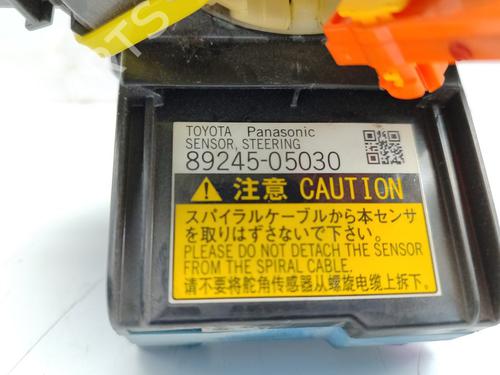 TOYOTA Panasonic
SENSOR, STEERING
89245-05030
注意 CAUTION
スパイラルケーブルから本センサ
を取りはずさないで下さい。
PLEASE DO NOT DETACH THE SENSOR
FROM THE SPIRAL CABLE.
请不要将舵角传感器从螺旋电缆上拆下。